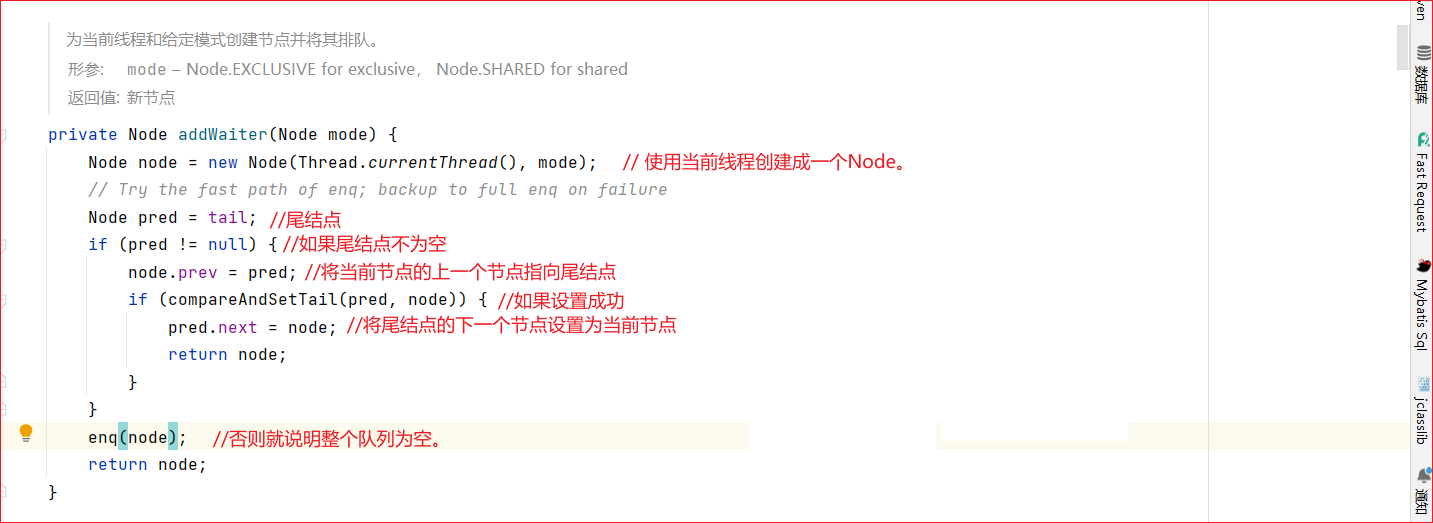 为当前线程和给定模式创建节点并将其排队。
形参: mode – Node.EXCLUSIVE for exclusive， Node.SHARED for shared
返回值: 新节点
private Node addWaiter(Node mode) {
Node node = new Node(Thread.currentThread(), mode); // 使用当前线程创建成一个Node。
// Try the fast path of enq; backup to full enq on failure
Node pred = tail; //尾结点
if (pred != null) { //如果尾结点不为空
node.prev = pred; //将当前节点的上一个节点指向尾结点
if (compareAndSetTail(pred, node)) { //如果设置成功
pred.next = node; //将尾结点的下一个节点设置为当前节点
return node;
}
}
enq(node); //否则就说明整个队列为空。
return node;
}
ven
数据库
Fast Request
Mybatis Sql
jclasslib
通知